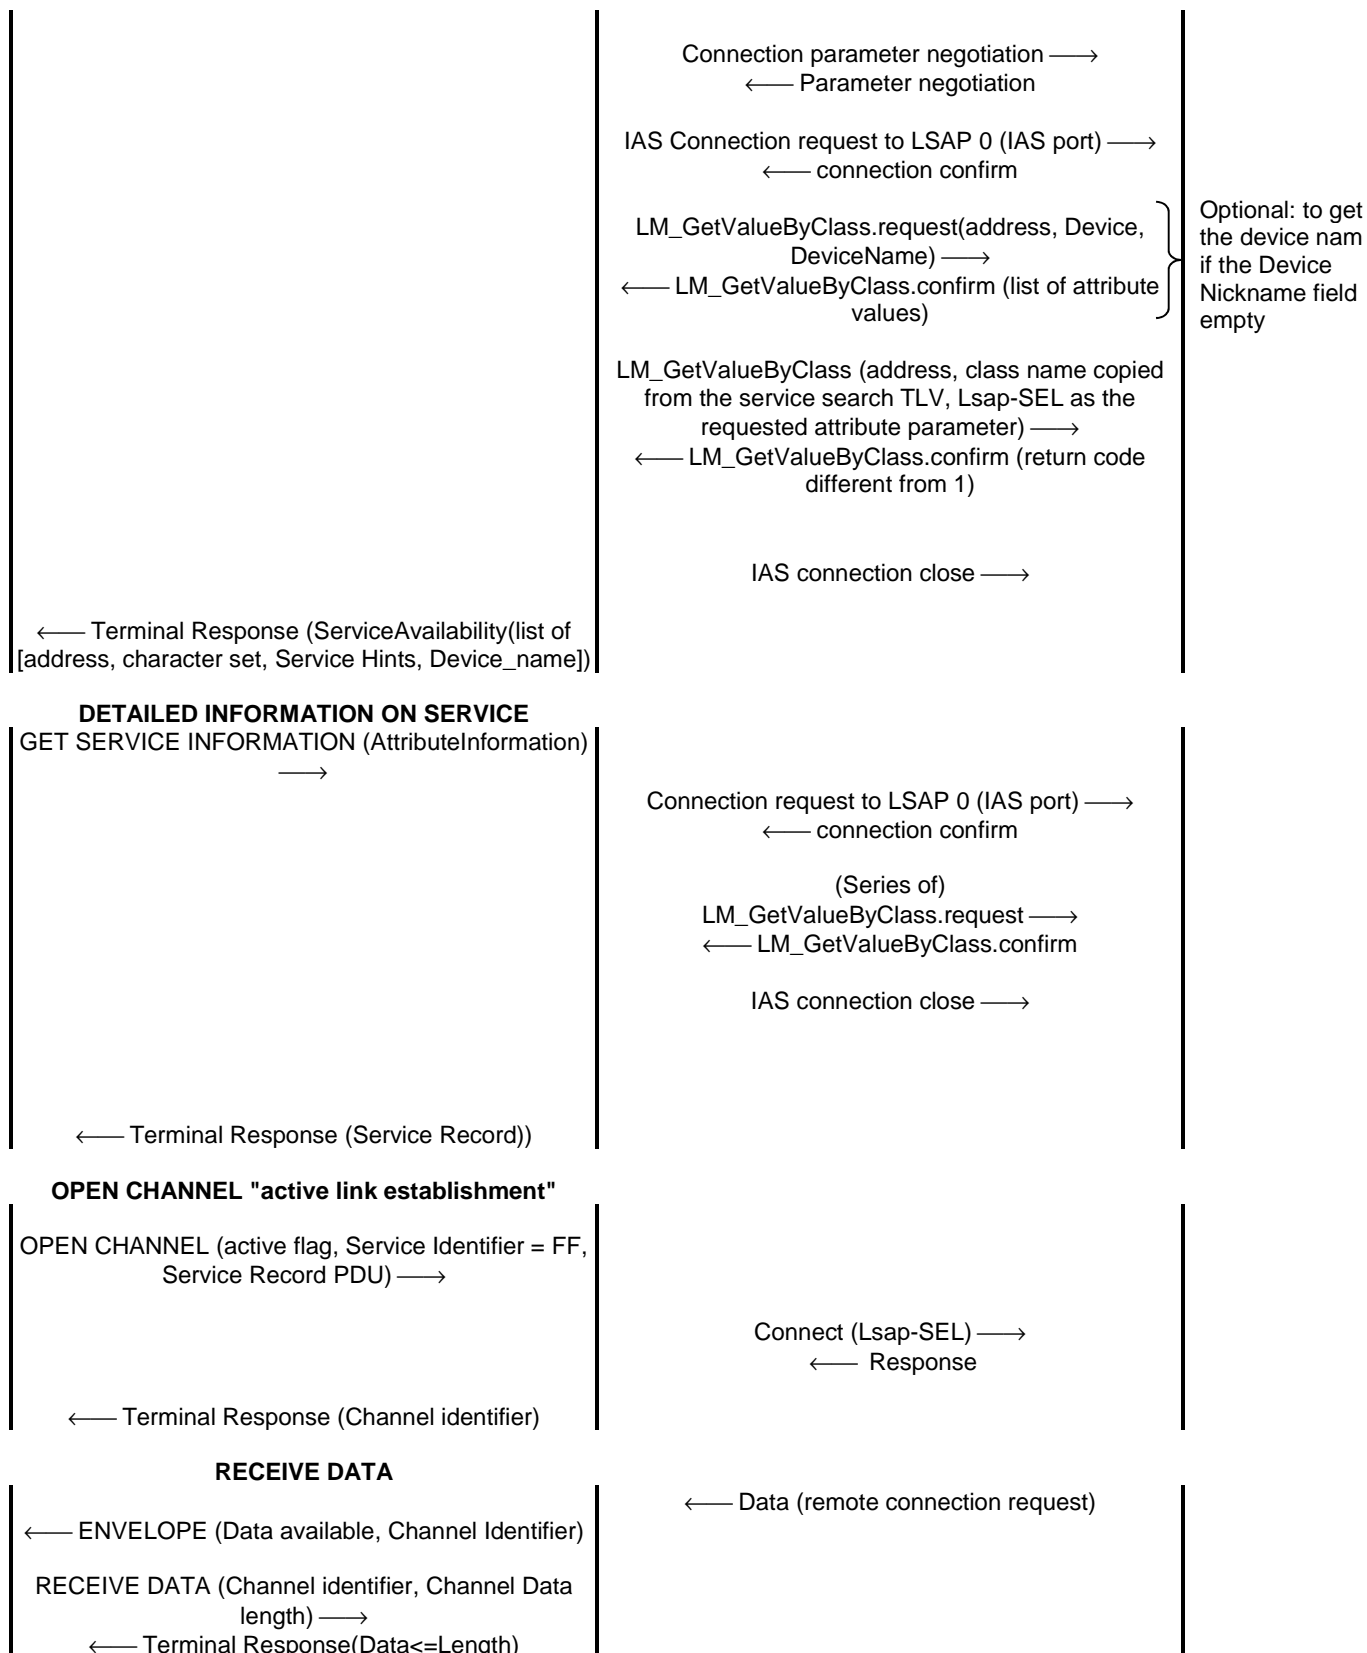 Connection parameter negotiation ⟶
⟵ Parameter negotiation
IAS Connection request to LSAP 0 (IAS port) ⟶
⟵ connection confirm
LM_GetValueByClass.request(address, Device,
DeviceName) ⟶
⟵ LM_GetValueByClass.confirm (list of attribute
values)
Optional: to get
the device nam
if the Device
Nickname field
empty
LM_GetValueByClass (address, class name copied
from the service search TLV, Lsap-SEL as the
requested attribute parameter) ⟶
⟵ LM_GetValueByClass.confirm (return code
different from 1)
IAS connection close ⟶
⟵ Terminal Response (ServiceAvailability(list of
[address, character set, Service Hints, Device_name])
DETAILED INFORMATION ON SERVICE
GET SERVICE INFORMATION (AttributeInformation)
⟶
Connection request to LSAP 0 (IAS port) ⟶
⟵ connection confirm
(Series of)
LM_GetValueByClass.request ⟶
⟵ LM_GetValueByClass.confirm
IAS connection close ⟶
⟵ Terminal Response (Service Record))
OPEN CHANNEL "active link establishment"
OPEN CHANNEL (active flag, Service Identifier = FF,
Service Record PDU) ⟶
Connect (Lsap-SEL) ⟶
⟵ Response
⟵ Terminal Response (Channel identifier)
RECEIVE DATA
⟵ Data (remote connection request)
⟵ ENVELOPE (Data available, Channel Identifier)
RECEIVE DATA (Channel identifier, Channel Data
length) ⟶
⟵ Terminal Response(Data<=Length)